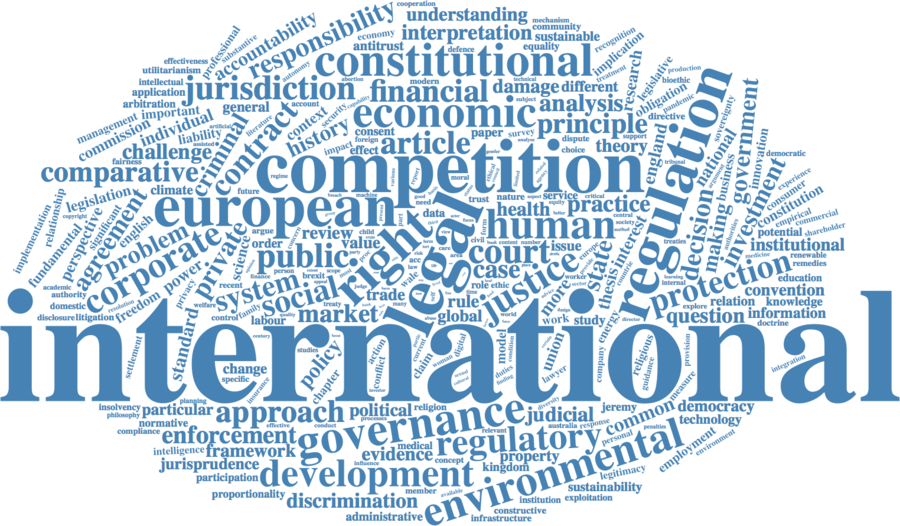 cooperation
understanding
mechanism
community
professional
substantive
accountability
responsibility
economy
interpretation
sustainable
recognition
implication
effectiveness
utilitarianism
antitrust
defence
equality
autonomy
constitutional
treatment
research
legislative
production
bioethic
intellectual
application
jurisdiction
abortion
modern
technical
financial
damage
different
obligation
pandemic
arbitration
general
account
security
capability
subject
analysis
directive
sovereignty
management
important
individual
artificial
literature
context
economic
principle
commission
liability
assisted
criminal
contract
history
consent
foreign
article
paper
survey
dispute
support
england
national
government
challenge
impact
effect
choice
theory
tribunal
democratic
fairness
comparative
regime
competition
regulation
business
innovation
investment
experience
consumer
implementation
relationship
legislation
climate
future
moral
report
trust
nature
service
critical
practice
decision
making
constitution
empirical
commercial
copyright
agreement
european
machine
data
health
equity
central
society
shareholder
fundamental
perspective
significant
english
problem
private
argue
review
child
right
legal
human
potential
institutional
order
value
civil
court
issue
europe
state
interest
thesis
treaties
medicine
renewable
remedies
academic
authority
corporate
science
public
case
justice
protection
education
domestic
freedom
power
privacy
recent
system
finance
person
brexit
scope
social
trade
role
ethic
worker
more
learning
internal
convention
disclosure
litigation
standard
welfare
control
family
treaty
market
global
rule
work
study
energy
explore
relation
knowledge
labour
abuse
world
question
information
doctrine
international
settlement
century
studies
change
specific
insurance
policy
chapter
action
conflict
current
claim
woman
digital
model
condition
duties
union
lawyer
company
religious
guidance
provision
measure
integration
planning
insolvency
philosophy
particular
approach
political
religion
processes
governance
diversity
judicial
jeremy
common
democracy
normative
compliance
effective
conduct
relevant
australia
response
penalties
technology
enforcement
medical
regulatory
personal
employment
environment
intelligence
framework
evidence
concept
property
environmental
jurisprudence
influence
kingdom
legitimacy
participation
development
sustainability
proportionality
discrimination
member
available
institution
exploitation
administrative
constructive
infrastructure